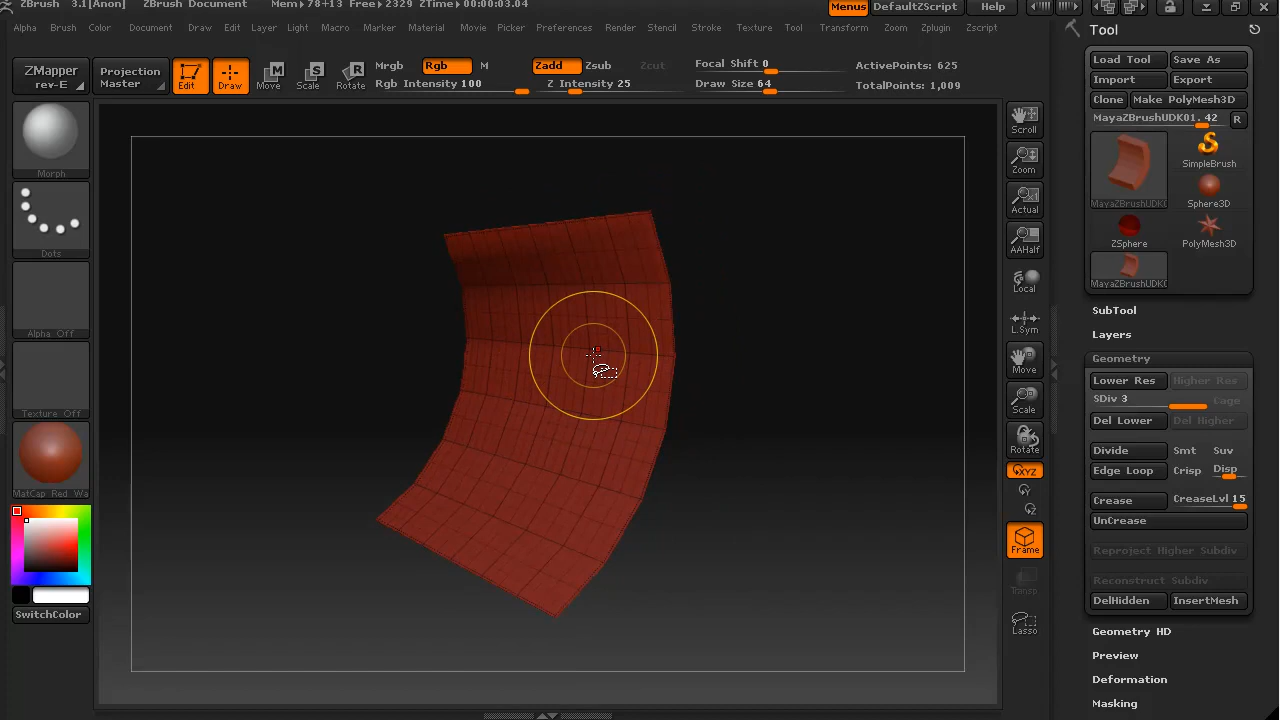 ZBrush 3.1[Anon] ZBrush Document Mem▸78+13 Free▸2329 ZTime▸00:00:03.04 Menus DefaultZScript Help
Alpha Brush Color Document Draw Edit Layer Light Macro Marker Material Movie Picker Preferences Render Stencil Stroke Texture Tool Transform Zoom Zplugin Zscript
Tool
ZMapper
rev-E
Projection
Master
Edit
Draw
Move
Scale
Rotate
Mrgb Rgb M
Rgb Intensity 100
Zadd Zsub Zcut
Z Intensity 25
Focal Shift 0
Draw Size 64
ActivePoints: 625
TotalPoints: 1,009
Morph
Dots
Alpha Off
Texture Off
MatCap Red Wa
SwitchColor
Scroll
Zoom
Actual
AAHalf
Local
L.Sym
Move
Scale
Rotate
XYZ
Y
Z
Frame
Transp
Lasso
Load Tool Save As
Import Export
Clone Make PolyMesh3D
MayaZBrushUDK01. 42 R
MayaZBrushUDK0
SimpleBrush
Sphere3D
ZSphere
PolyMesh3D
MayaZBrushUDK0
SubTool
Layers
Geometry
Lower Res Higher Res
SDiv 3 Cage
Del Lower Del Higher
Divide Smt Suv
Edge Loop Crisp Disp
Crease CreaseLvl 15
UnCrease
Reproject Higher Subdiv
Reconstruct Subdiv
DelHidden InsertMesh
Geometry HD
Preview
Deformation
Masking